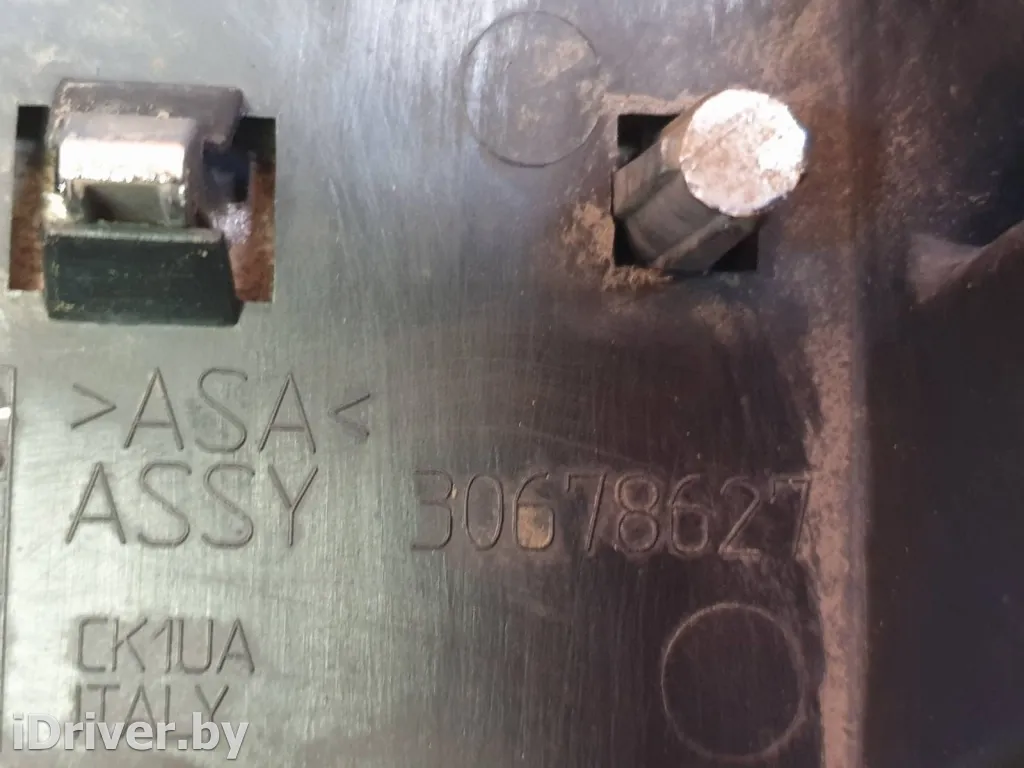 >ASA<
ASSY 30678627
CK1UA
ITALY
iDriver.by